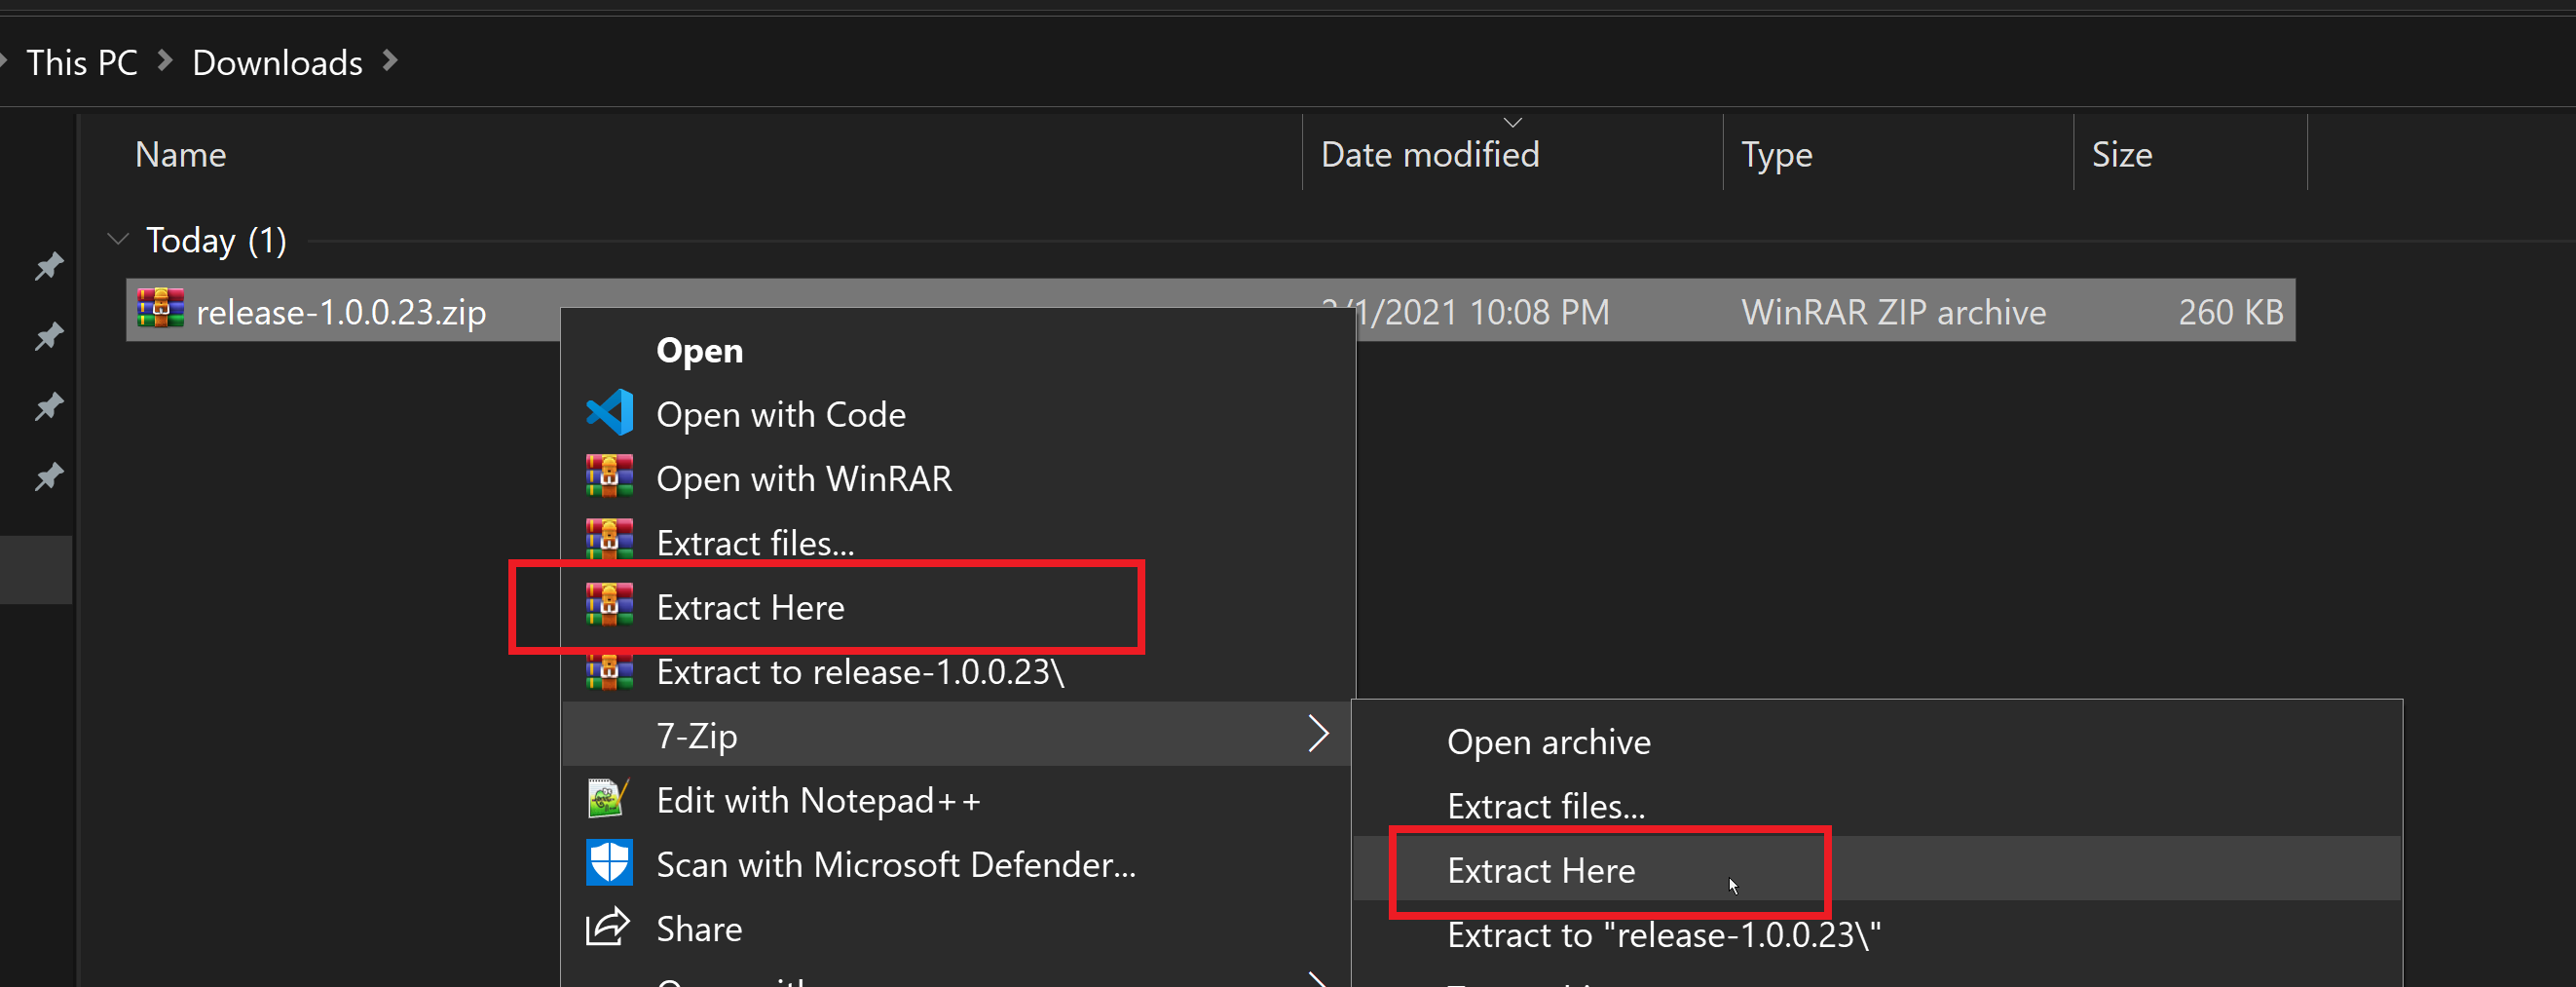 This PC > Downloads >
Name Date modified Type Size
Today (1)
release-1.0.0.23.zip /1/2021 10:08 PM WinRAR ZIP archive 260 KB
Open
Open with Code
Open with WinRAR
Extract files...
Extract Here
Extract to release-1.0.0.23\
7-Zip
Edit with Notepad++
Scan with Microsoft Defender...
Share
Open archive
Extract files...
Extract Here
Extract to "release-1.0.0.23\"